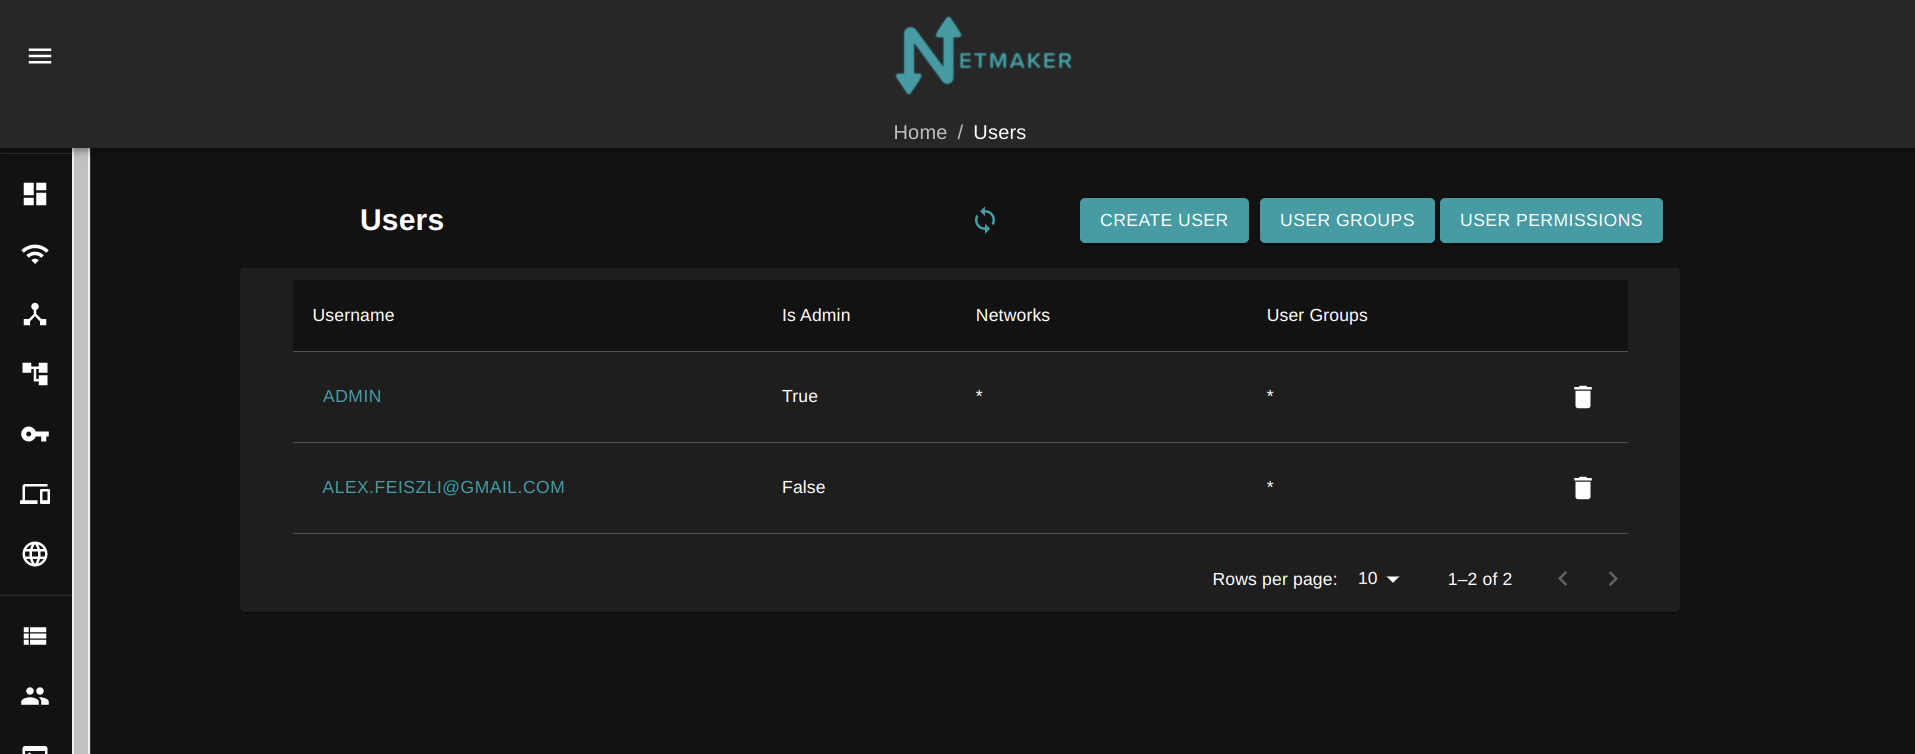 NETMAKER
Home / Users
Users CREATE USER USER GROUPS USER PERMISSIONS
Username Is Admin Networks User Groups
ADMIN True * *
ALEX.FEISZLI@GMAIL.COM False *
Rows per page: 10 1–2 of 2